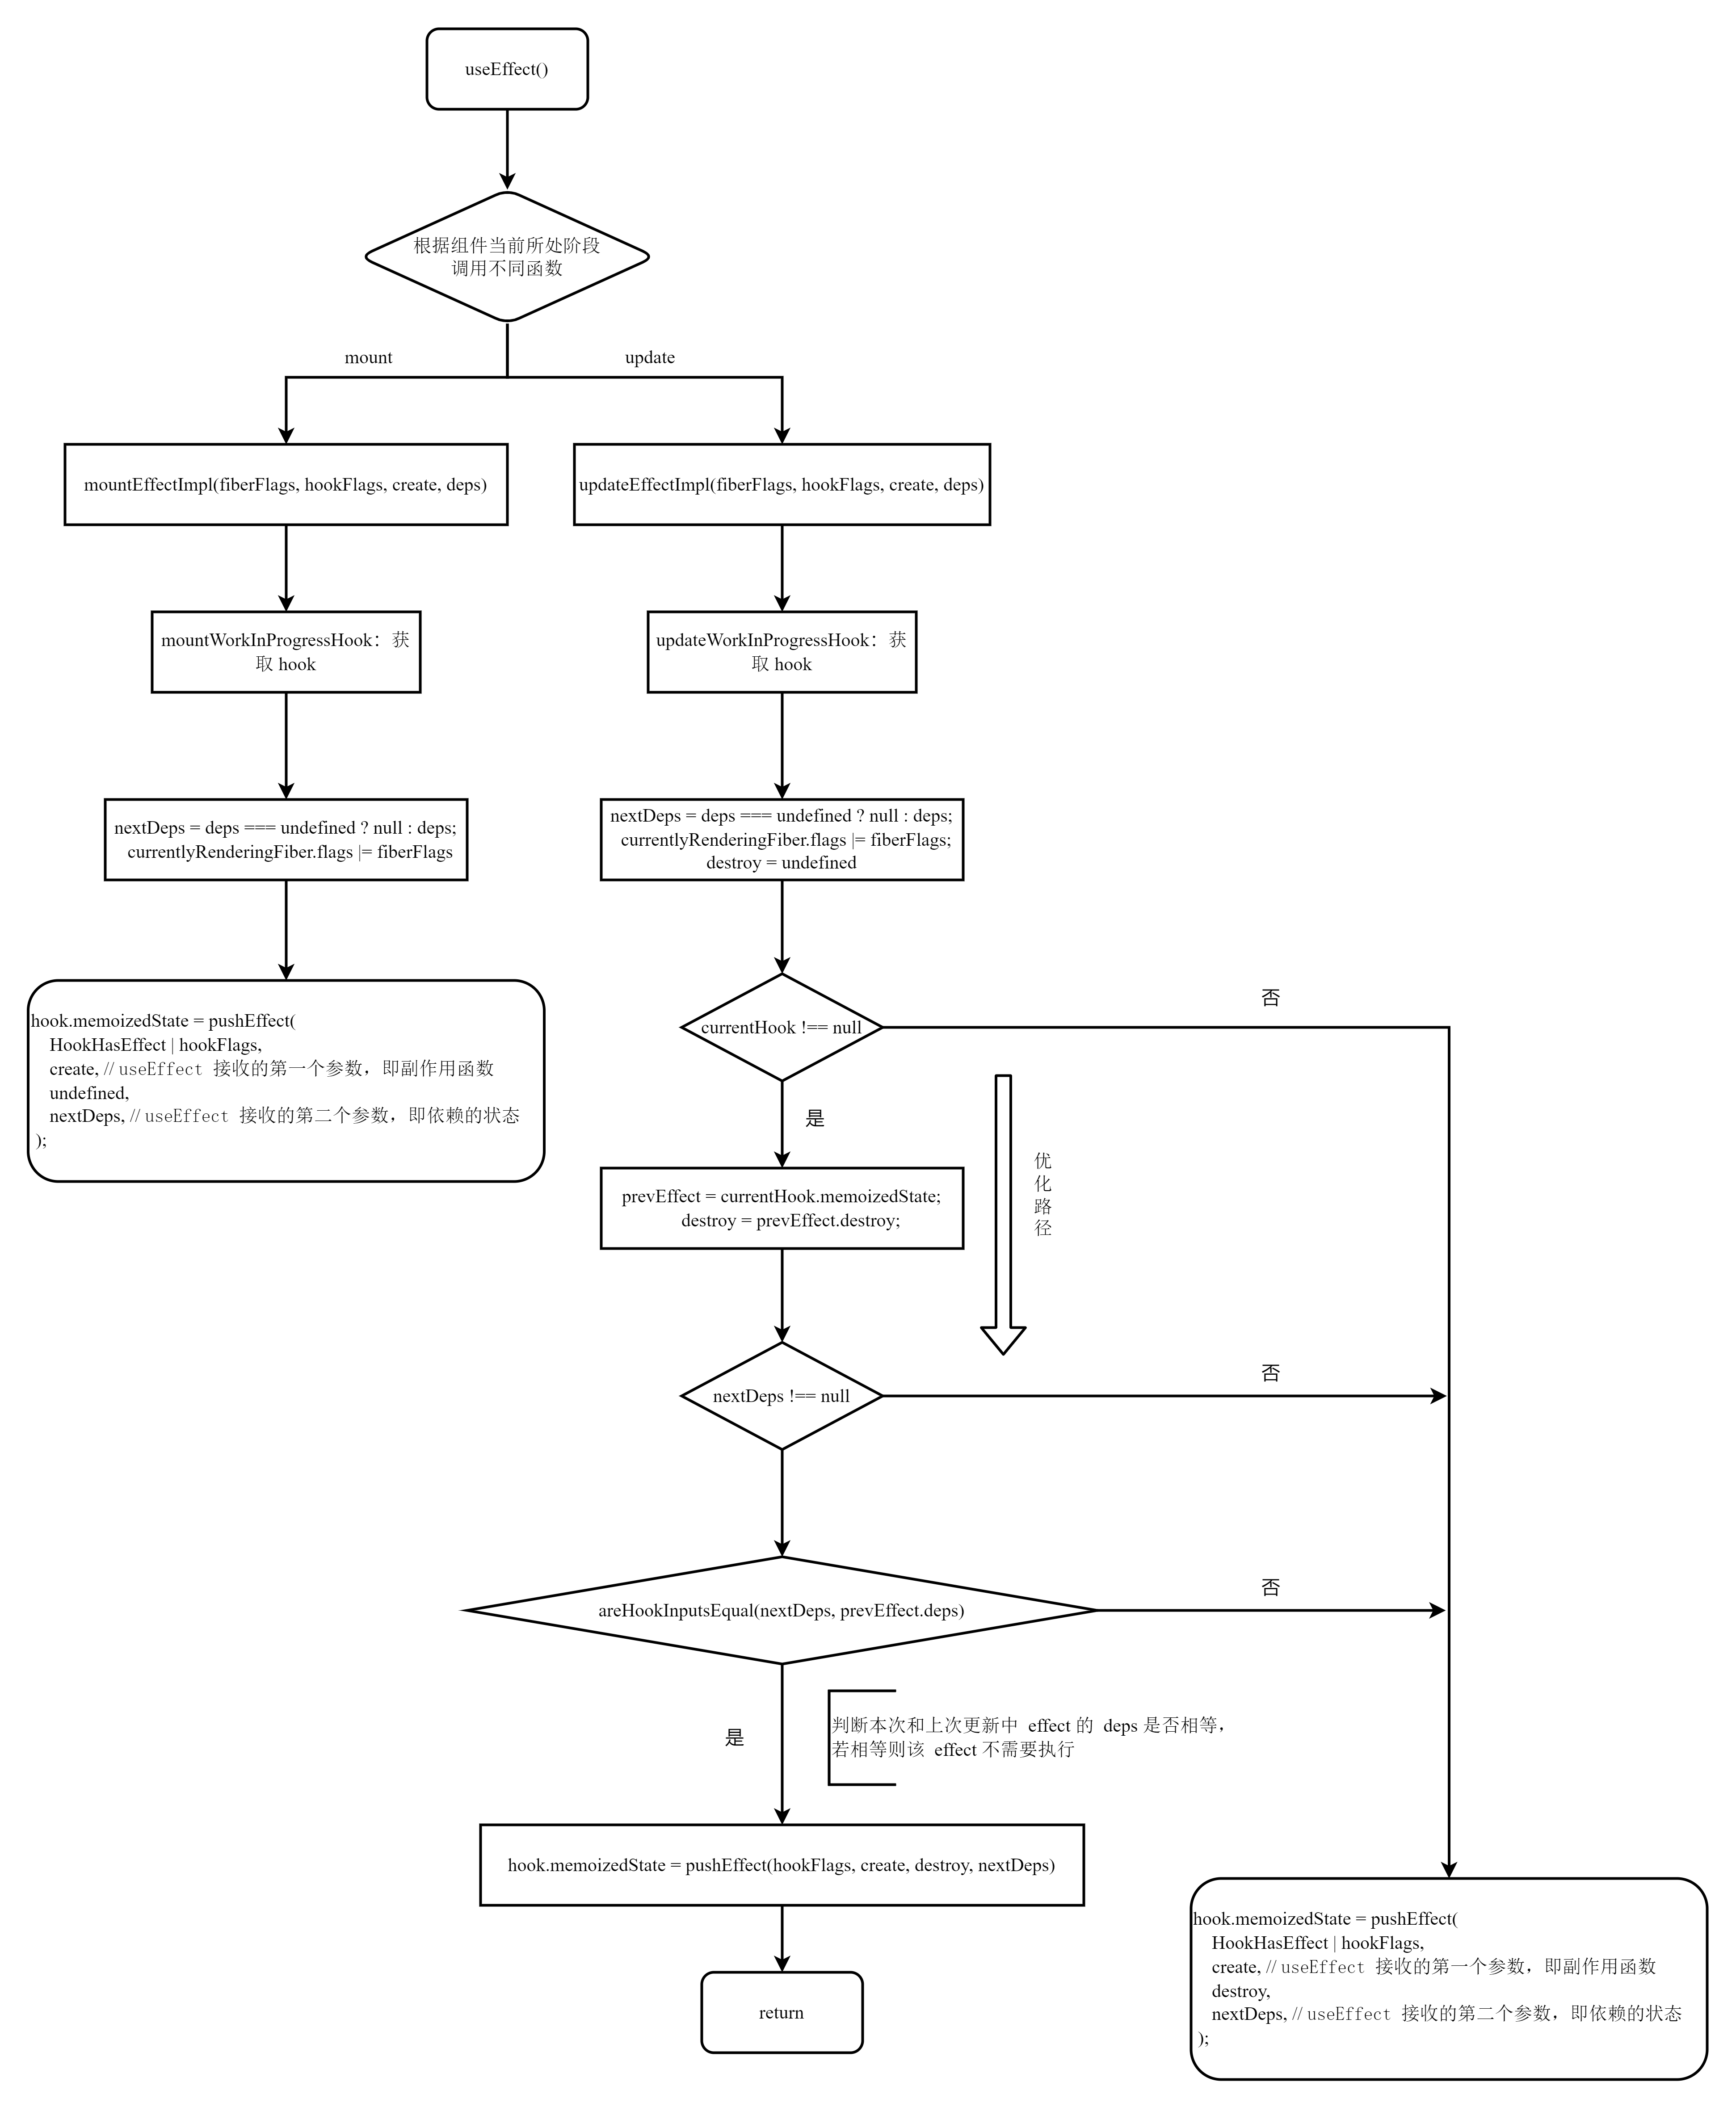 useEffect()
根据组件当前所处阶段
调用不同函数
mount
update
mountEffectImpl(fiberFlags, hookFlags, create, deps)
updateEffectImpl(fiberFlags, hookFlags, create, deps)
mountWorkInProgressHook：获
取 hook
updateWorkInProgressHook：获
取 hook
nextDeps = deps === undefined ? null : deps;
currentlyRenderingFiber.flags |= fiberFlags
nextDeps = deps === undefined ? null : deps;
currentlyRenderingFiber.flags |= fiberFlags;
destroy = undefined
hook.memoizedState = pushEffect(
HookHasEffect | hookFlags,
create, // useEffect 接收的第一个参数，即副作用函数
undefined,
nextDeps, // useEffect 接收的第二个参数，即依赖的状态
);
currentHook !== null
否
是
优
化
路
径
prevEffect = currentHook.memoizedState;
destroy = prevEffect.destroy;
nextDeps !== null
否
areHookInputsEqual(nextDeps, prevEffect.deps)
否
是
判断本次和上次更新中 effect 的 deps 是否相等，
若相等则该 effect 不需要执行
hook.memoizedState = pushEffect(hookFlags, create, destroy, nextDeps)
return
hook.memoizedState = pushEffect(
HookHasEffect | hookFlags,
create, // useEffect 接收的第一个参数，即副作用函数
destroy,
nextDeps, // useEffect 接收的第二个参数，即依赖的状态
);